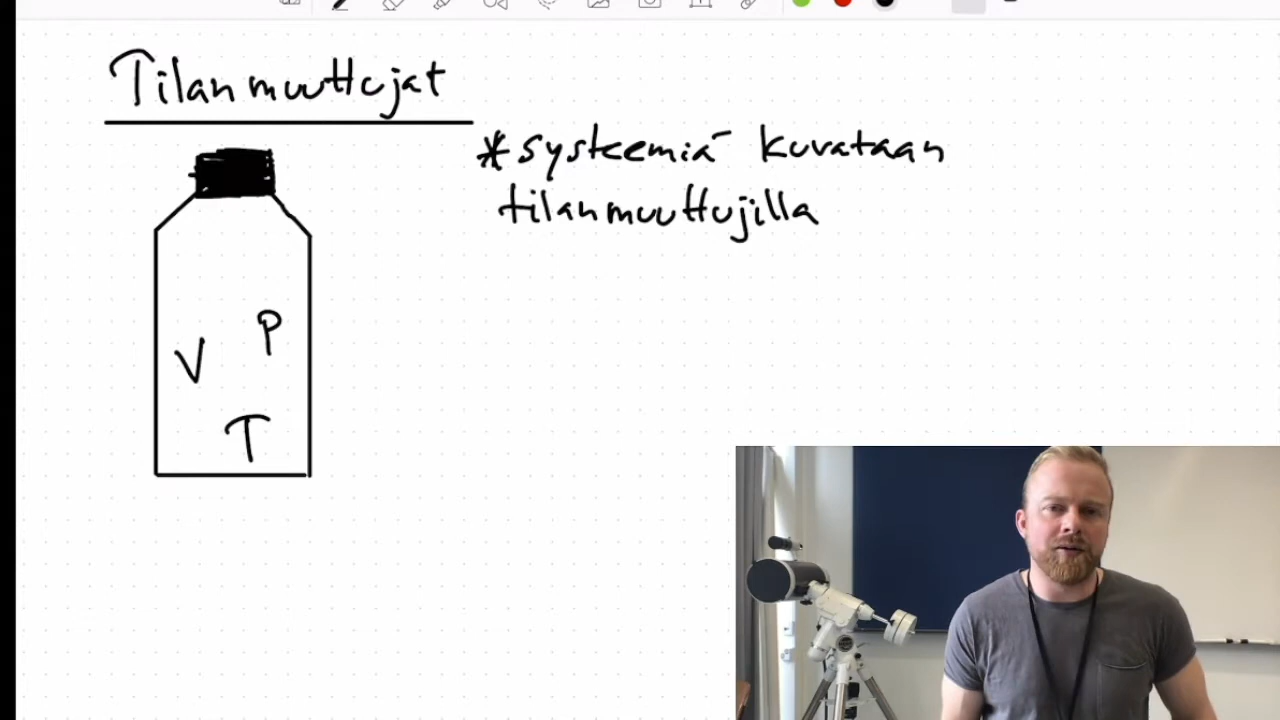 Tilanmuuttujat
*systeemiä kuvataan
tilanmuuttujilla
P
V
T